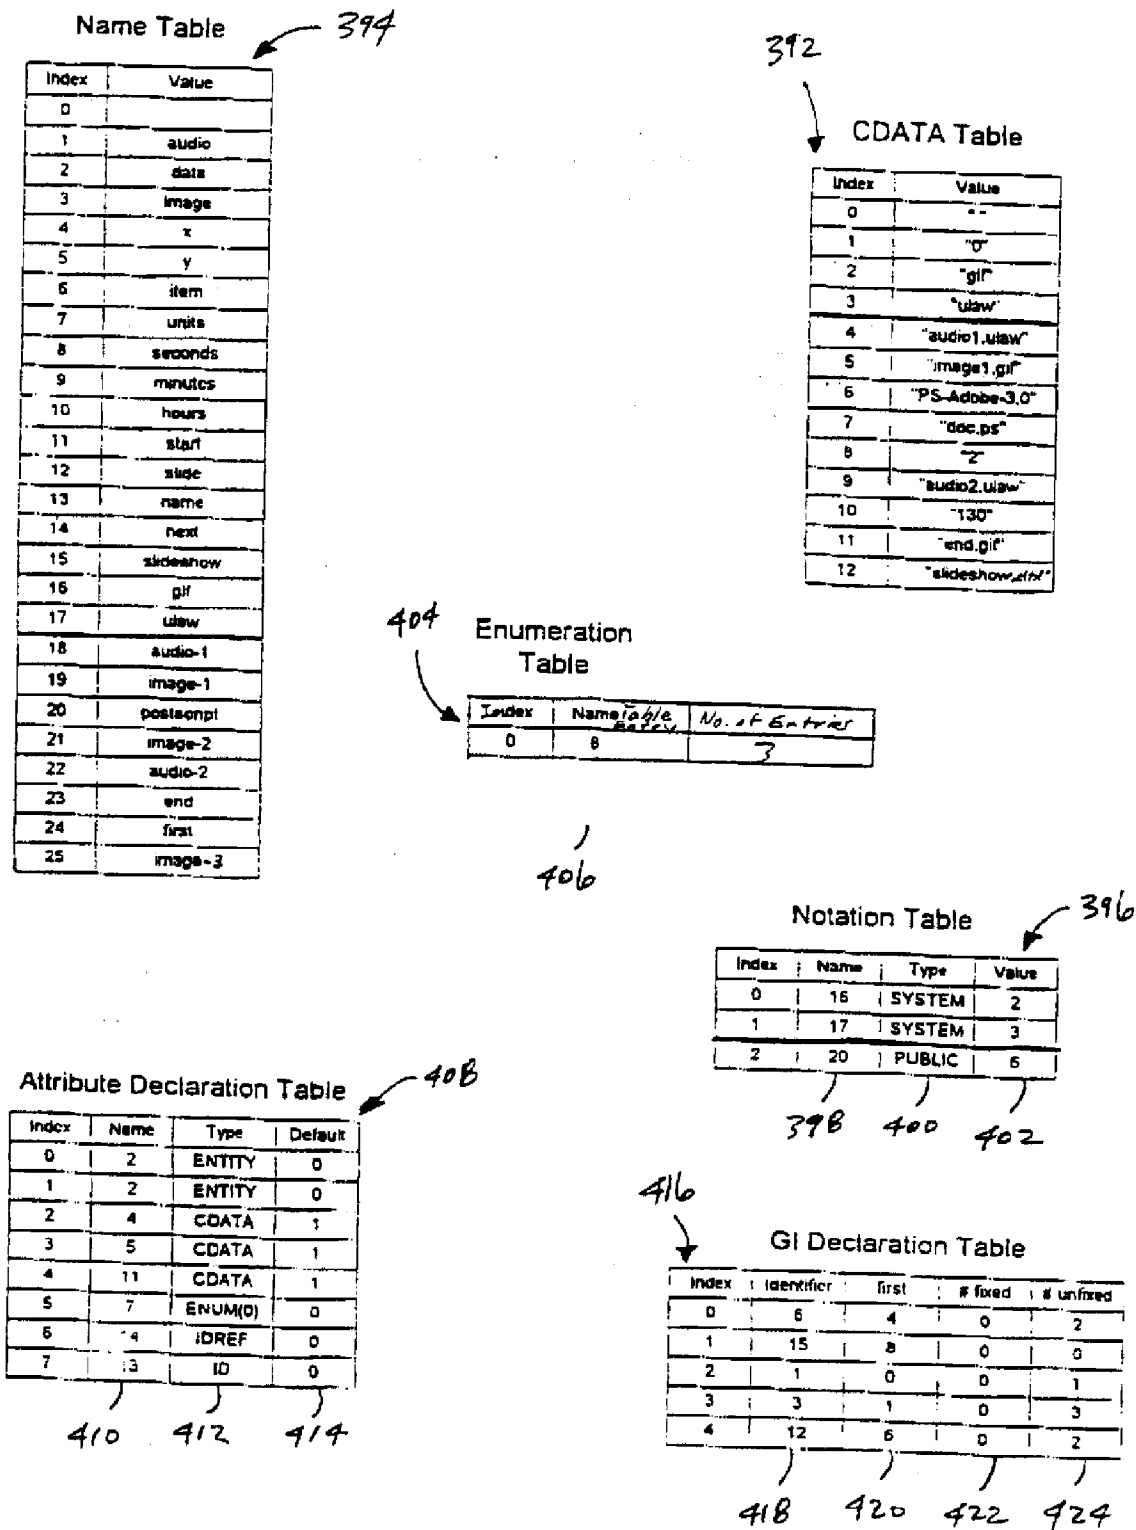 Name Table
394
Index Value
0
1 audio
2 data
3 image
4 x
5 y
6 item
7 units
8 seconds
9 minutes
10 hours
11 start
12 slide
13 name
14 next
15 slideshow
16 gif
17 ulaw
18 audio-1
19 image-1
20 postscript
21 image-2
22 audio-2
23 end
24 first
25 image-3
392
CDATA Table
Index Value
0 ""
1 "0"
2 "gif"
3 "ulaw"
4 "audio1.ulaw"
5 "image1.gif"
6 "PS-Adobe-3.0"
7 "doc.ps"
8 "2"
9 "audio2.ulaw"
10 "130"
11 "end.gif"
12
404
Enumeration
Table
Index Name Table Entry No. of Entries
0 8 3
406
Notation Table
396
Index Name Type Value
0 16 SYSTEM 2
1 17 SYSTEM 3
2 20 PUBLIC 6
398 400 402
Attribute Declaration Table
408
Index Name Type Default
0 2 ENTITY 0
1 2 ENTITY 0
2 4 CDATA 1
3 5 CDATA 1
4 11 CDATA 1
5 7 ENUM(0) 0
6 14 IDREF 0
7 13 ID 0
410 412 414
416
GI Declaration Table
Index Identifier first # fixed # unfixed
0 6 4 0 2
1 15 8 0 0
2 1 0 0 1
3 3 1 0 3
4 12 6 0 2
418 420 422 424